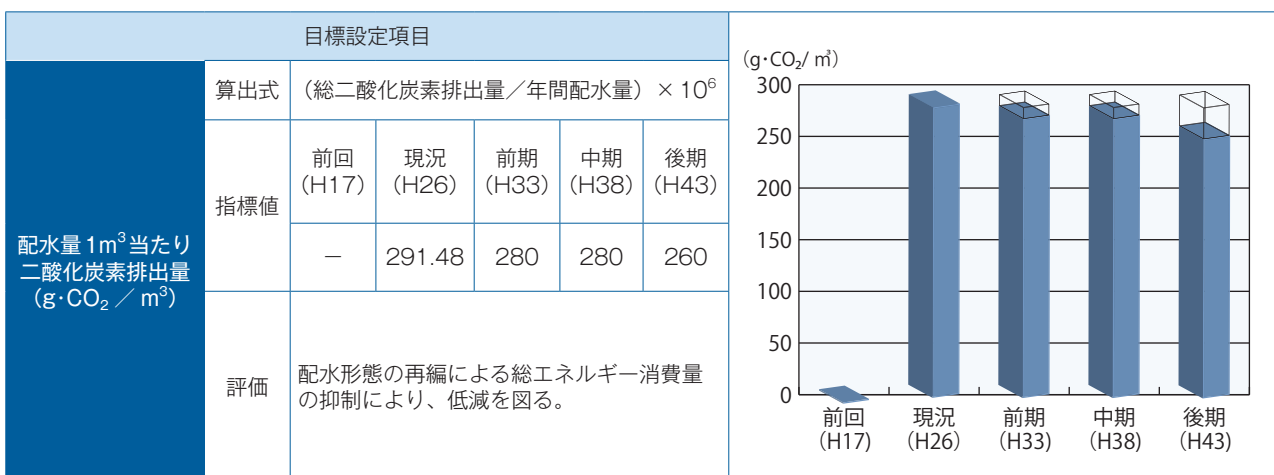 目標設定項目
配水量1m³当たり
二酸化炭素排出量
(g·CO₂／m³)
算出式
(総二酸化炭素排出量／年間配水量)×10⁶
指標値
前回
(H17)
現況
(H26)
前期
(H33)
中期
(H38)
後期
(H43)
－
291.48
280
280
260
評価
配水形態の再編による総エネルギー消費量
の抑制により、低減を図る。
(g·CO₂/㎥)
300
250
200
150
100
50
0
前回
(H17)
現況
(H26)
前期
(H33)
中期
(H38)
後期
(H43)